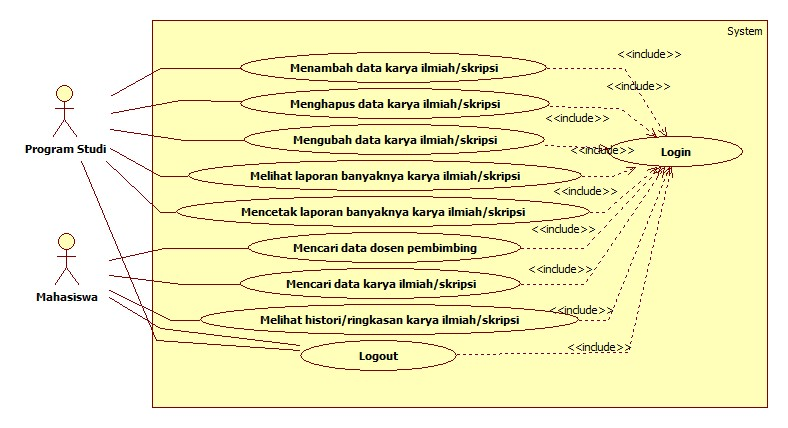 System
<<include>>
Menambah data karya ilmiah/skripsi
<<include>>
Menghapus data karya ilmiah/skripsi
<<include>>
Mengubah data karya ilmiah/skripsi
Program Studi
<<include>>
Login
Melihat laporan banyaknya karya ilmiah/skripsi
<<include>>
Mencetak laporan banyaknya karya ilmiah/skripsi
<<include>>
Mencari data dosen pembimbing
<<include>>
Mencari data karya ilmiah/skripsi
Mahasiswa
<<include>>
Melihat histori/ringkasan karya ilmiah/skripsi
<<include>>
Logout